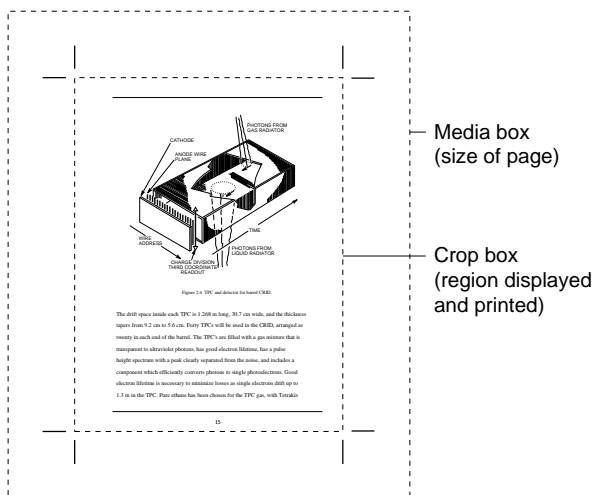 PHOTONS FROM
GAS RADIATOR
CATHODE
ANODE WIRE
PLANE
Media box
(size of page)
TIME
WIRE
ADDRESS
PHOTONS FROM
LIQUID RADIATOR
CHARGE DIVISION
THIRD COORDINATE
READOUT
Crop box
(region displayed
and printed)
Figure 2.6 TPC and detector for barrel CRID.
The drift space inside each TPC is 1.268 m long, 30.7 cm wide, and the thickness
tapers from 9.2 cm to 5.6 cm. Forty TPCs will be used in the CRID, arranged as
twenty in each end of the barrel. The TPC's are filled with a gas mixture that is
transparent to ultraviolet photons, has good electron lifetime, has a pulse
height spectrum with a peak clearly separated from the noise, and includes a
component which efficiently converts photons to single photoelectrons. Good
electron lifetime is necessary to minimize losses as single electrons drift up to
1.3 m in the TPC. Pure ethane has been chosen for the TPC gas, with Tetrakis
15